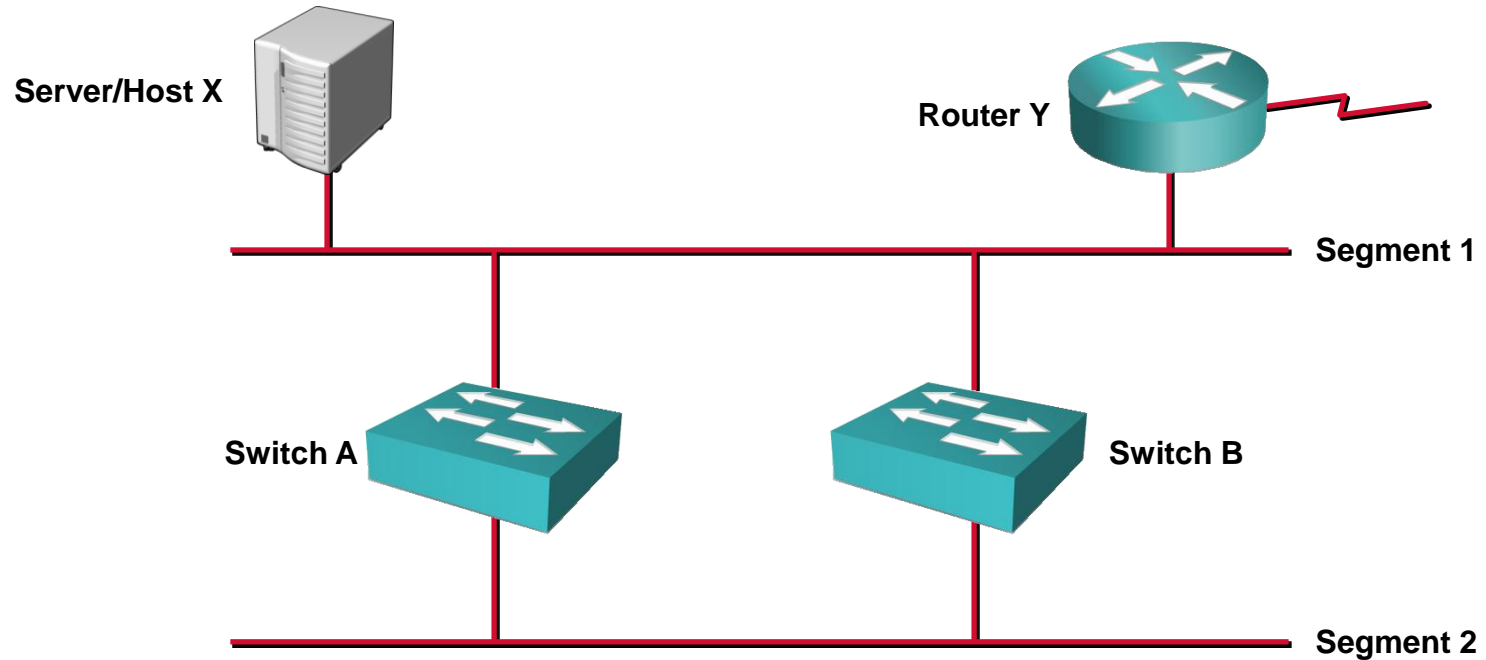 Server/Host X
Router Y
Segment 1
Switch A
Switch B
Segment 2